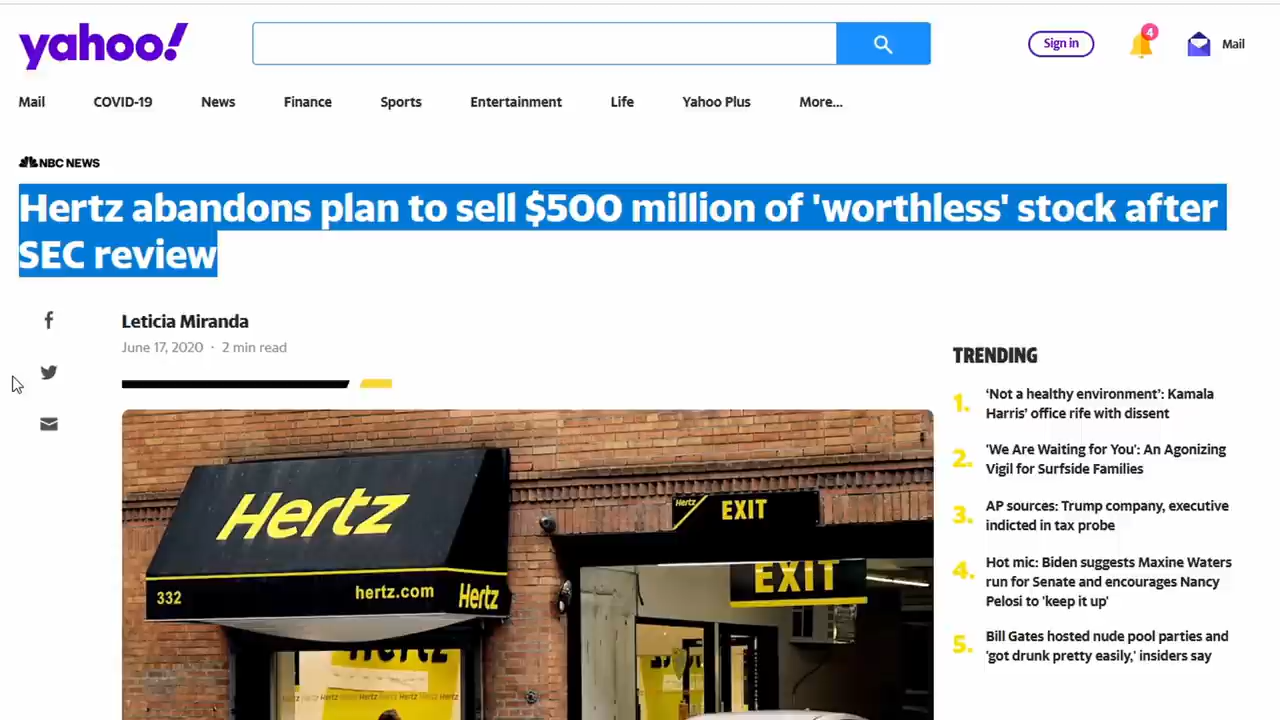 yahoo!
Sign in
4
Mail
Mail COVID-19 News Finance Sports Entertainment Life Yahoo Plus More...
NBC NEWS
Hertz abandons plan to sell $500 million of 'worthless' stock after
SEC review
Leticia Miranda
June 17, 2020 · 2 min read
TRENDING
1. 'Not a healthy environment': Kamala
Harris' office rife with dissent
2. 'We Are Waiting for You': An Agonizing
Vigil for Surfside Families
3. AP sources: Trump company, executive
indicted in tax probe
4. Hot mic: Biden suggests Maxine Waters
run for Senate and encourages Nancy
Pelosi to 'keep it up'
5. Bill Gates hosted nude pool parties and
'got drunk pretty easily,' insiders say
Hertz
332 hertz.com Hertz
Hertz EXIT
EXIT
Hertz